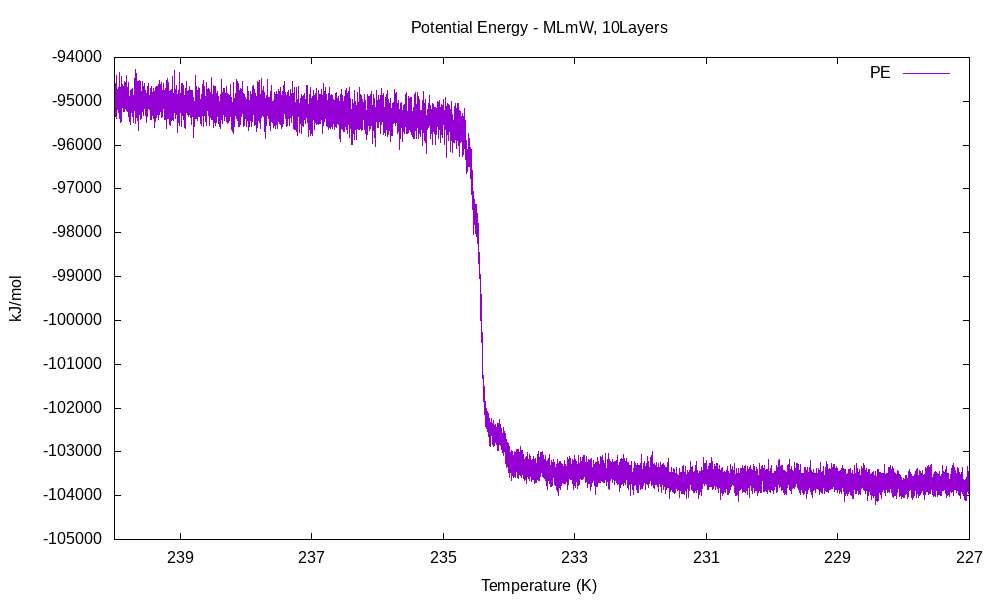 Potential Energy - MLmW, 10Layers
PE
-94000
-95000
-96000
-97000
-98000
-99000
-100000
-101000
-102000
-103000
-104000
-105000
kJ/mol
239 237 235 233 231 229 227
Temperature (K)